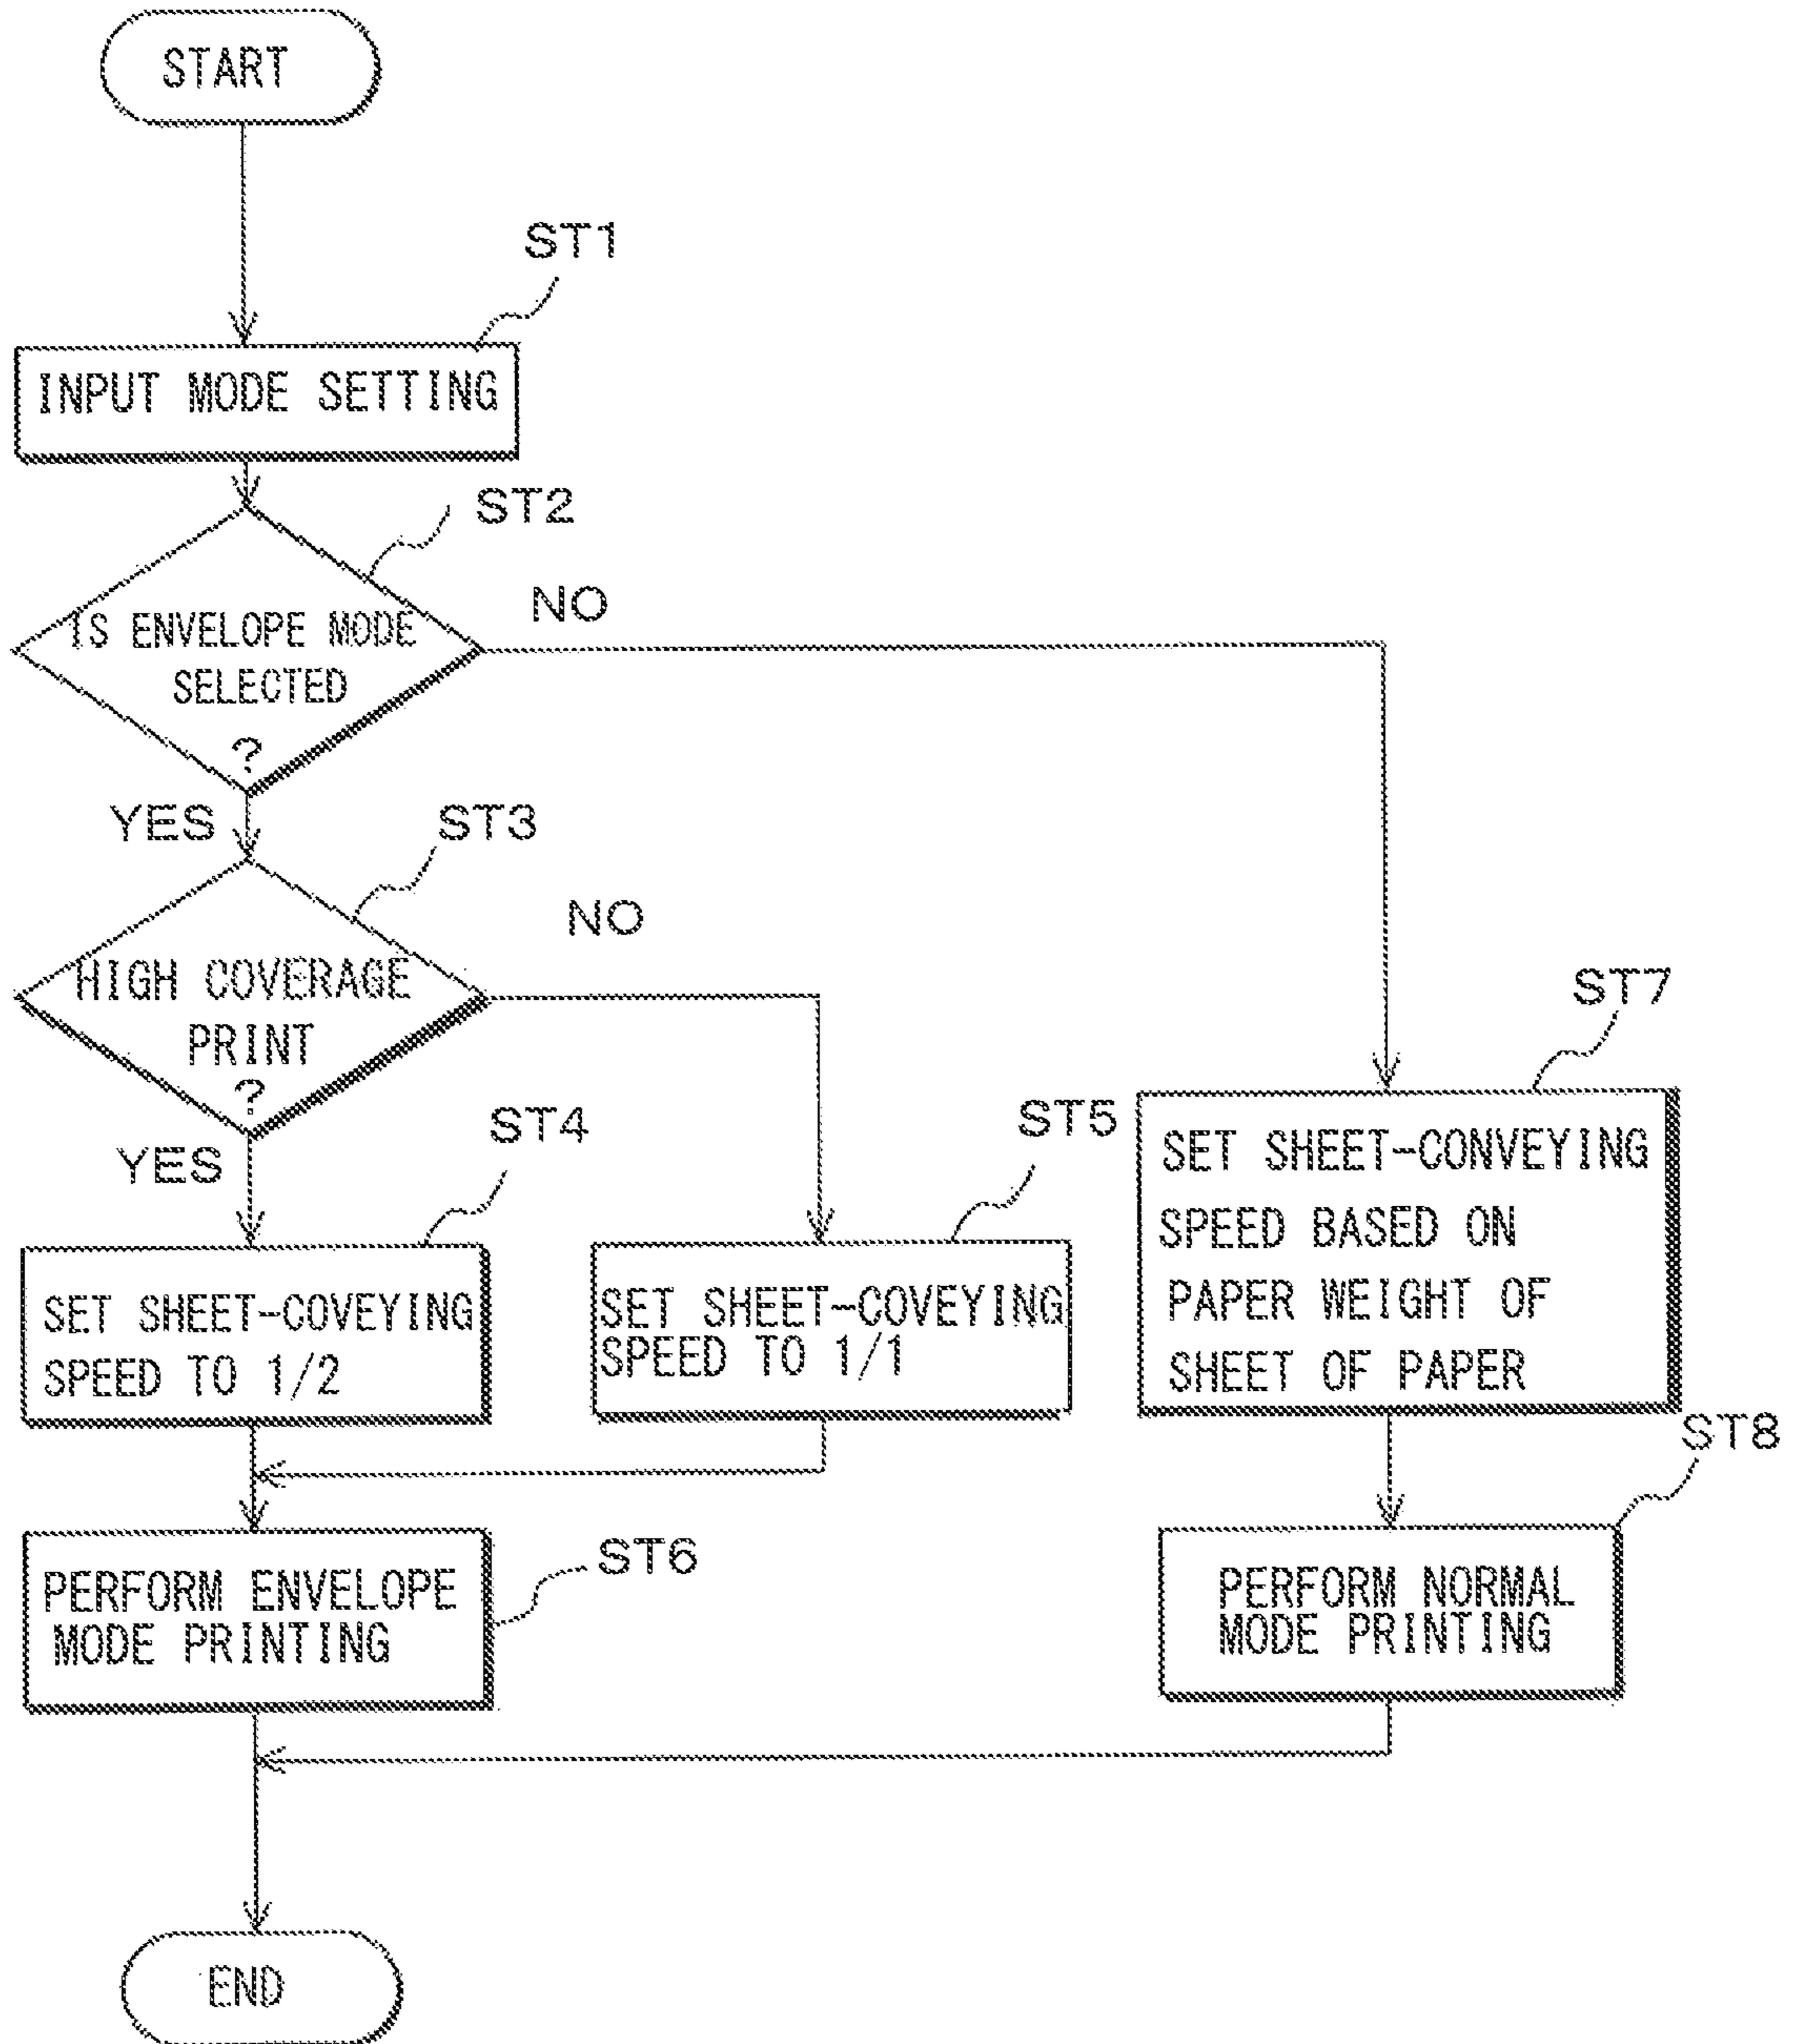 START
ST1
INPUT MODE SETTING
ST2
IS ENVELOPE MODE
SELECTED
?
NO
YES
ST3
HIGH COVERAGE
PRINT
?
NO
YES
ST4
SET SHEET-COVEYING
SPEED TO 1/2
ST5
SET SHEET-COVEYING
SPEED TO 1/1
ST6
PERFORM ENVELOPE
MODE PRINTING
ST7
SET SHEET-CONVEYING
SPEED BASED ON
PAPER WEIGHT OF
SHEET OF PAPER
ST8
PERFORM NORMAL
MODE PRINTING
END